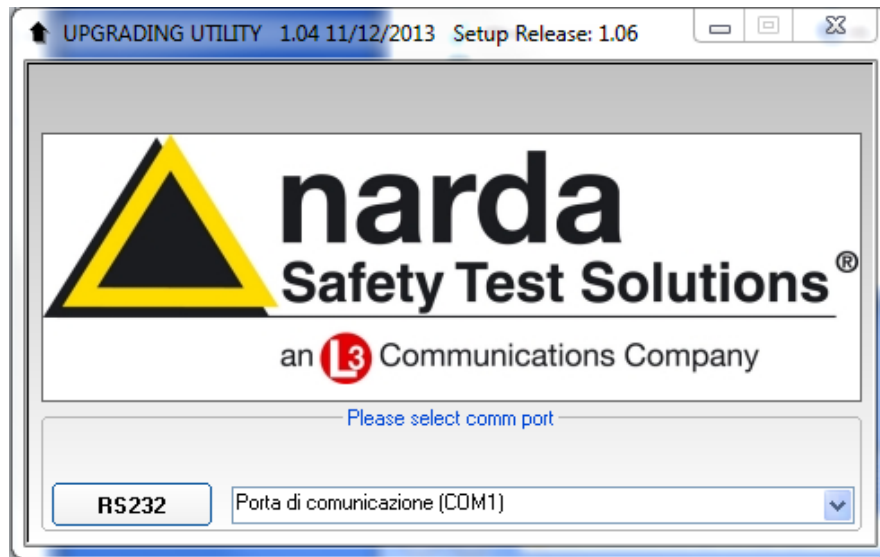 UPGRADING UTILITY 1.04 11/12/2013 Setup Release: 1.06
narda
Safety Test Solutions®
an L3 Communications Company
Please select comm port
RS232
Porta di comunicazione (COM1)